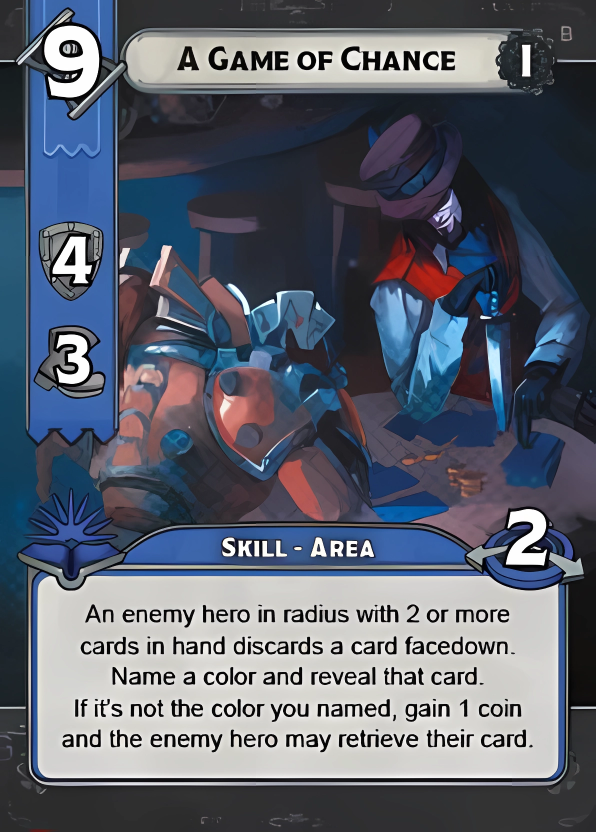 9
A Game of Chance
I
B
4
3
Skill - Area
2
An enemy hero in radius with 2 or more
cards in hand discards a card facedown.
Name a color and reveal that card.
If it's not the color you named, gain 1 coin
and the enemy hero may retrieve their card.